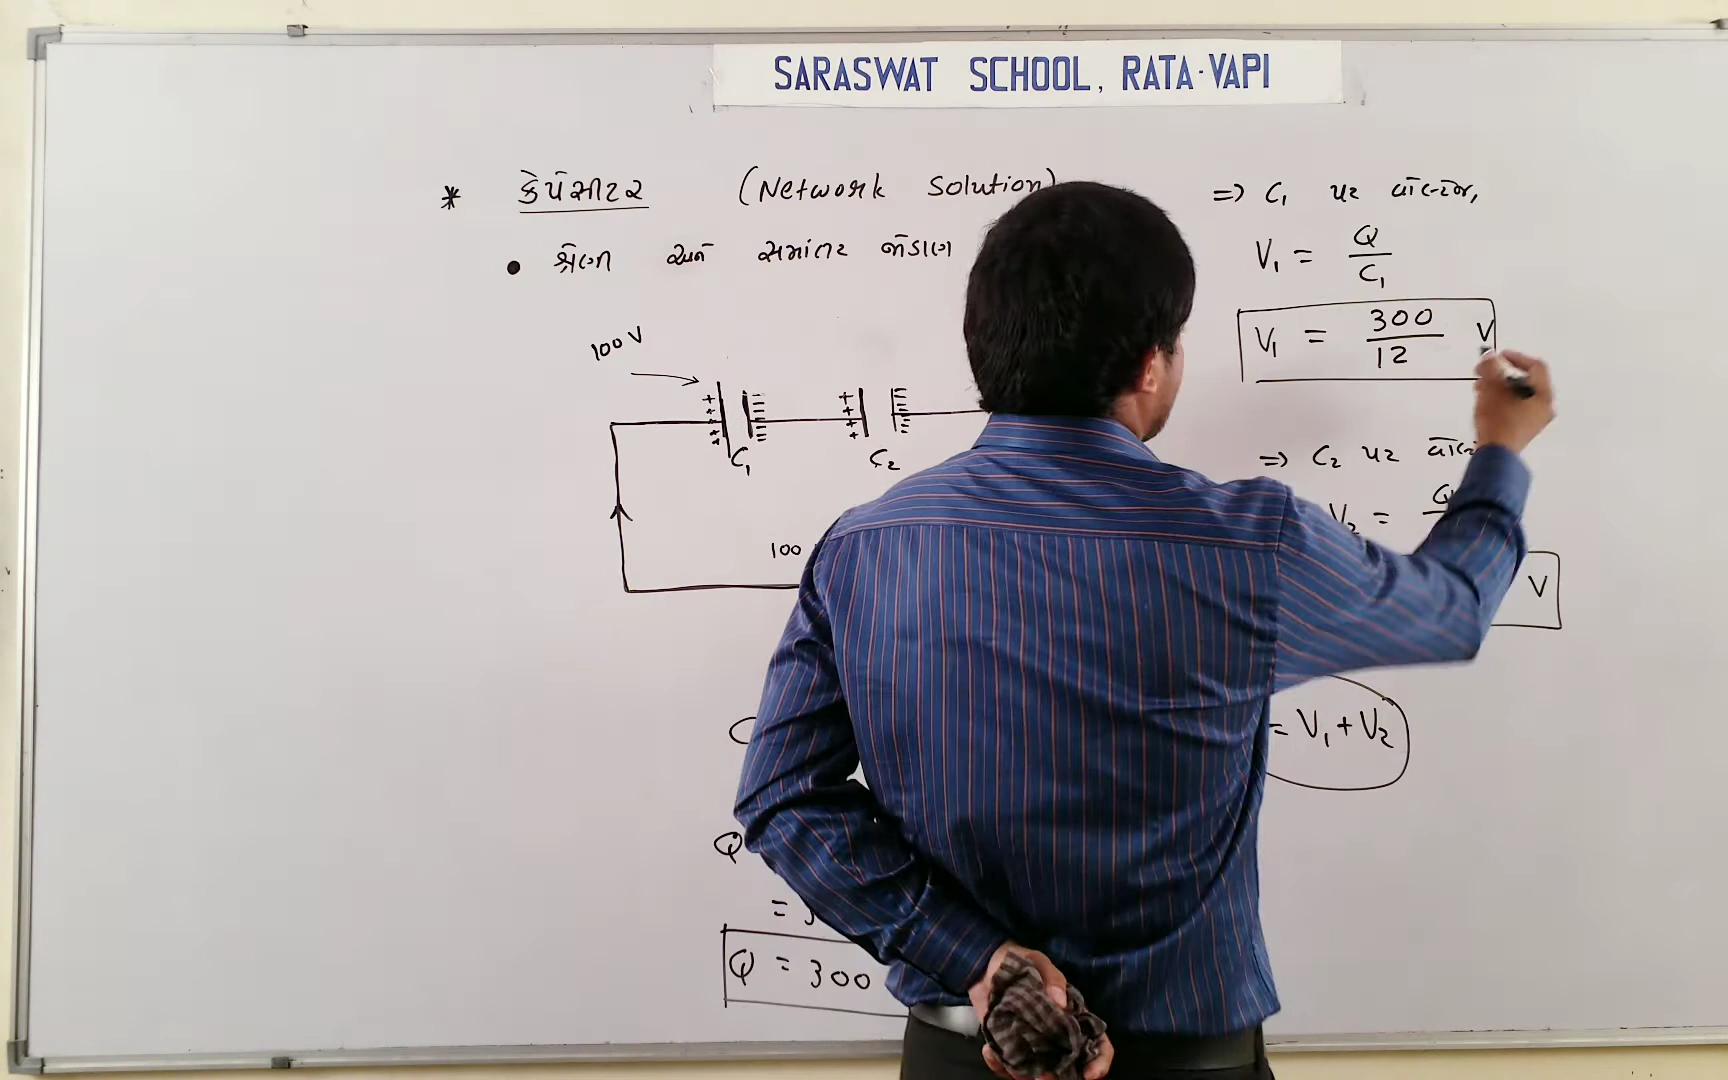 SARASWAT SCHOOL, RATA-VAPI
* કેપેસીટર (Network Solution)
• શ્રેણી અને સમાંતર જોડાણ
100 V
C₁ C₂
100
Q
=
Q = 300
⇒ C₁ પર વોલ્ટેજ,
V₁ = Q/C₁
V₁ = 300/12 V
⇒ C₂ પર
V₂ =
V
= V₁ + V₂